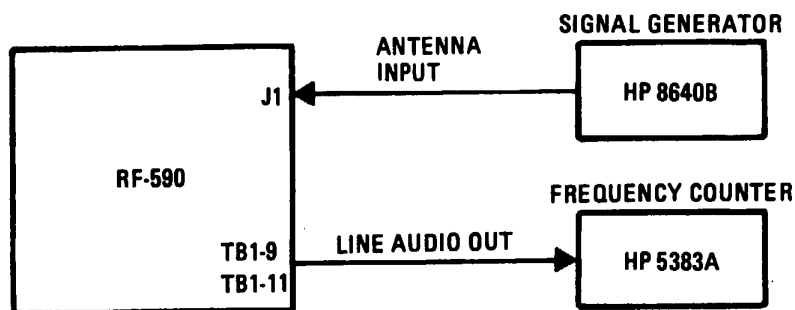 SIGNAL GENERATOR
ANTENNA
INPUT
J1
HP 8640B
RF-590
FREQUENCY COUNTER
TB1-9
LINE AUDIO OUT
HP 5383A
TB1-11